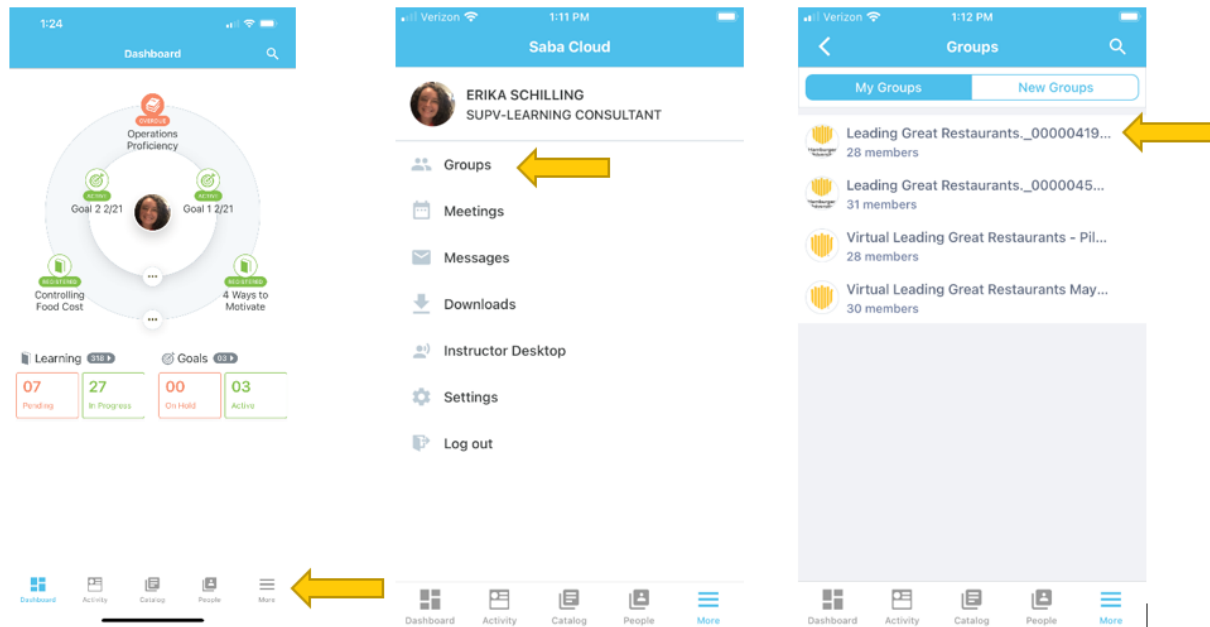 1:24
Dashboard
OVERDUE
Operations
Proficiency
ACTIVE
ACTIVE
Goal 2 2/21
Goal 1 2/21
REGISTERED
REGISTERED
Controlling
Food Cost
4 Ways to
Motivate
Learning 318
Goals 03
07
Pending
27
In Progress
00
On Hold
03
Active
Dashboard
Activity
Catalog
People
More
Verizon
1:11 PM
Saba Cloud
ERIKA SCHILLING
SUPV-LEARNING CONSULTANT
Groups
Meetings
Messages
Downloads
Instructor Desktop
Settings
Log out
Dashboard
Activity
Catalog
People
More
Verizon
1:12 PM
Groups
My Groups
New Groups
Leading Great Restaurants._00000419...
28 members
Leading Great Restaurants._0000045...
31 members
Virtual Leading Great Restaurants - Pil...
28 members
Virtual Leading Great Restaurants May...
30 members
Dashboard
Activity
Catalog
People
More